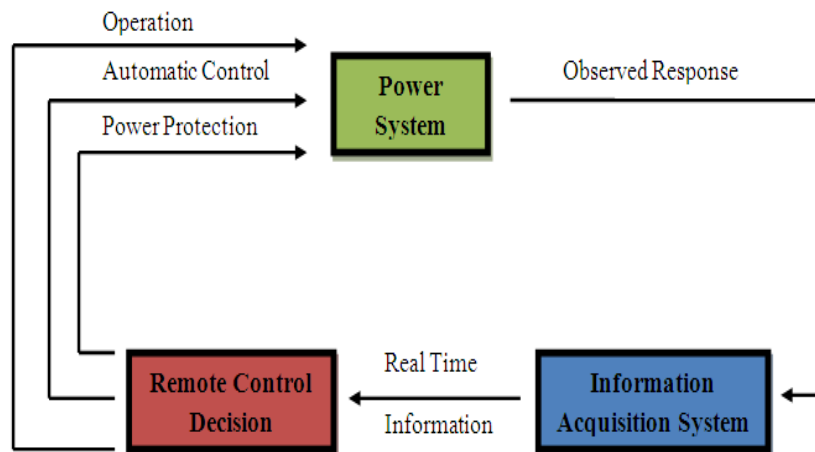 Operation
Automatic Control
Power Protection
Power
System
Observed Response
Remote Control
Decision
Real Time
Information
Information
Acquisition System